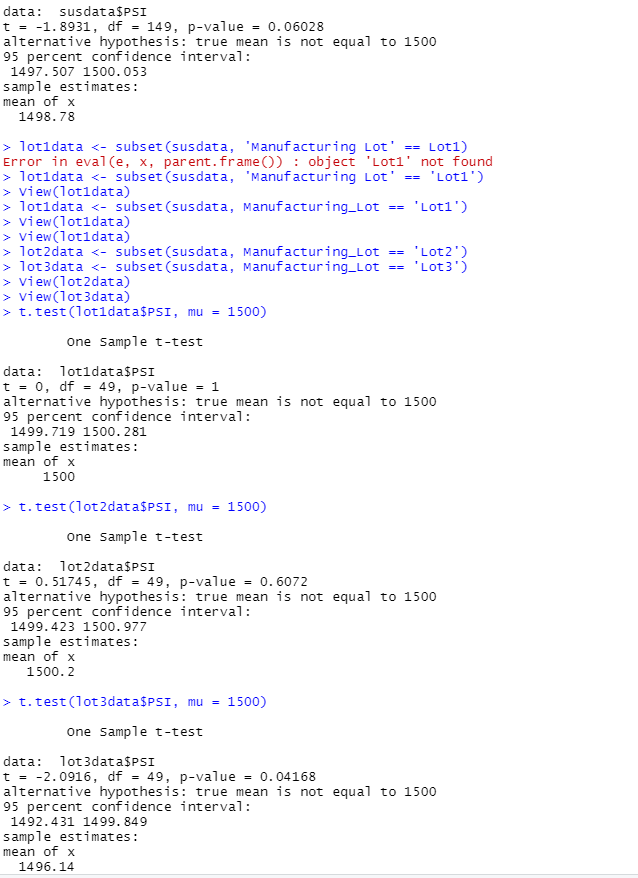 data:  susdata$PSI
t = -1.8931, df = 149, p-value = 0.06028
alternative hypothesis: true mean is not equal to 1500
95 percent confidence interval:
 1497.507 1500.053
sample estimates:
mean of x
  1498.78
> lot1data <- subset(susdata, 'Manufacturing Lot' == Lot1)
Error in eval(e, x, parent.frame()) : object 'Lot1' not found
> lot1data <- subset(susdata, 'Manufacturing Lot' == 'Lot1')
> View(lot1data)
> lot1data <- subset(susdata, Manufacturing_Lot == 'Lot1')
> View(lot1data)
> View(lot1data)
> lot2data <- subset(susdata, Manufacturing_Lot == 'Lot2')
> lot3data <- subset(susdata, Manufacturing_Lot == 'Lot3')
> View(lot2data)
> View(lot3data)
> t.test(lot1data$PSI, mu = 1500)
        One Sample t-test
data:  lot1data$PSI
t = 0, df = 49, p-value = 1
alternative hypothesis: true mean is not equal to 1500
95 percent confidence interval:
 1499.719 1500.281
sample estimates:
mean of x
     1500
> t.test(lot2data$PSI, mu = 1500)
        One Sample t-test
data:  lot2data$PSI
t = 0.51745, df = 49, p-value = 0.6072
alternative hypothesis: true mean is not equal to 1500
95 percent confidence interval:
 1499.423 1500.977
sample estimates:
mean of x
   1500.2
> t.test(lot3data$PSI, mu = 1500)
        One Sample t-test
data:  lot3data$PSI
t = -2.0916, df = 49, p-value = 0.04168
alternative hypothesis: true mean is not equal to 1500
95 percent confidence interval:
 1492.431 1499.849
sample estimates:
mean of x
  1496.14